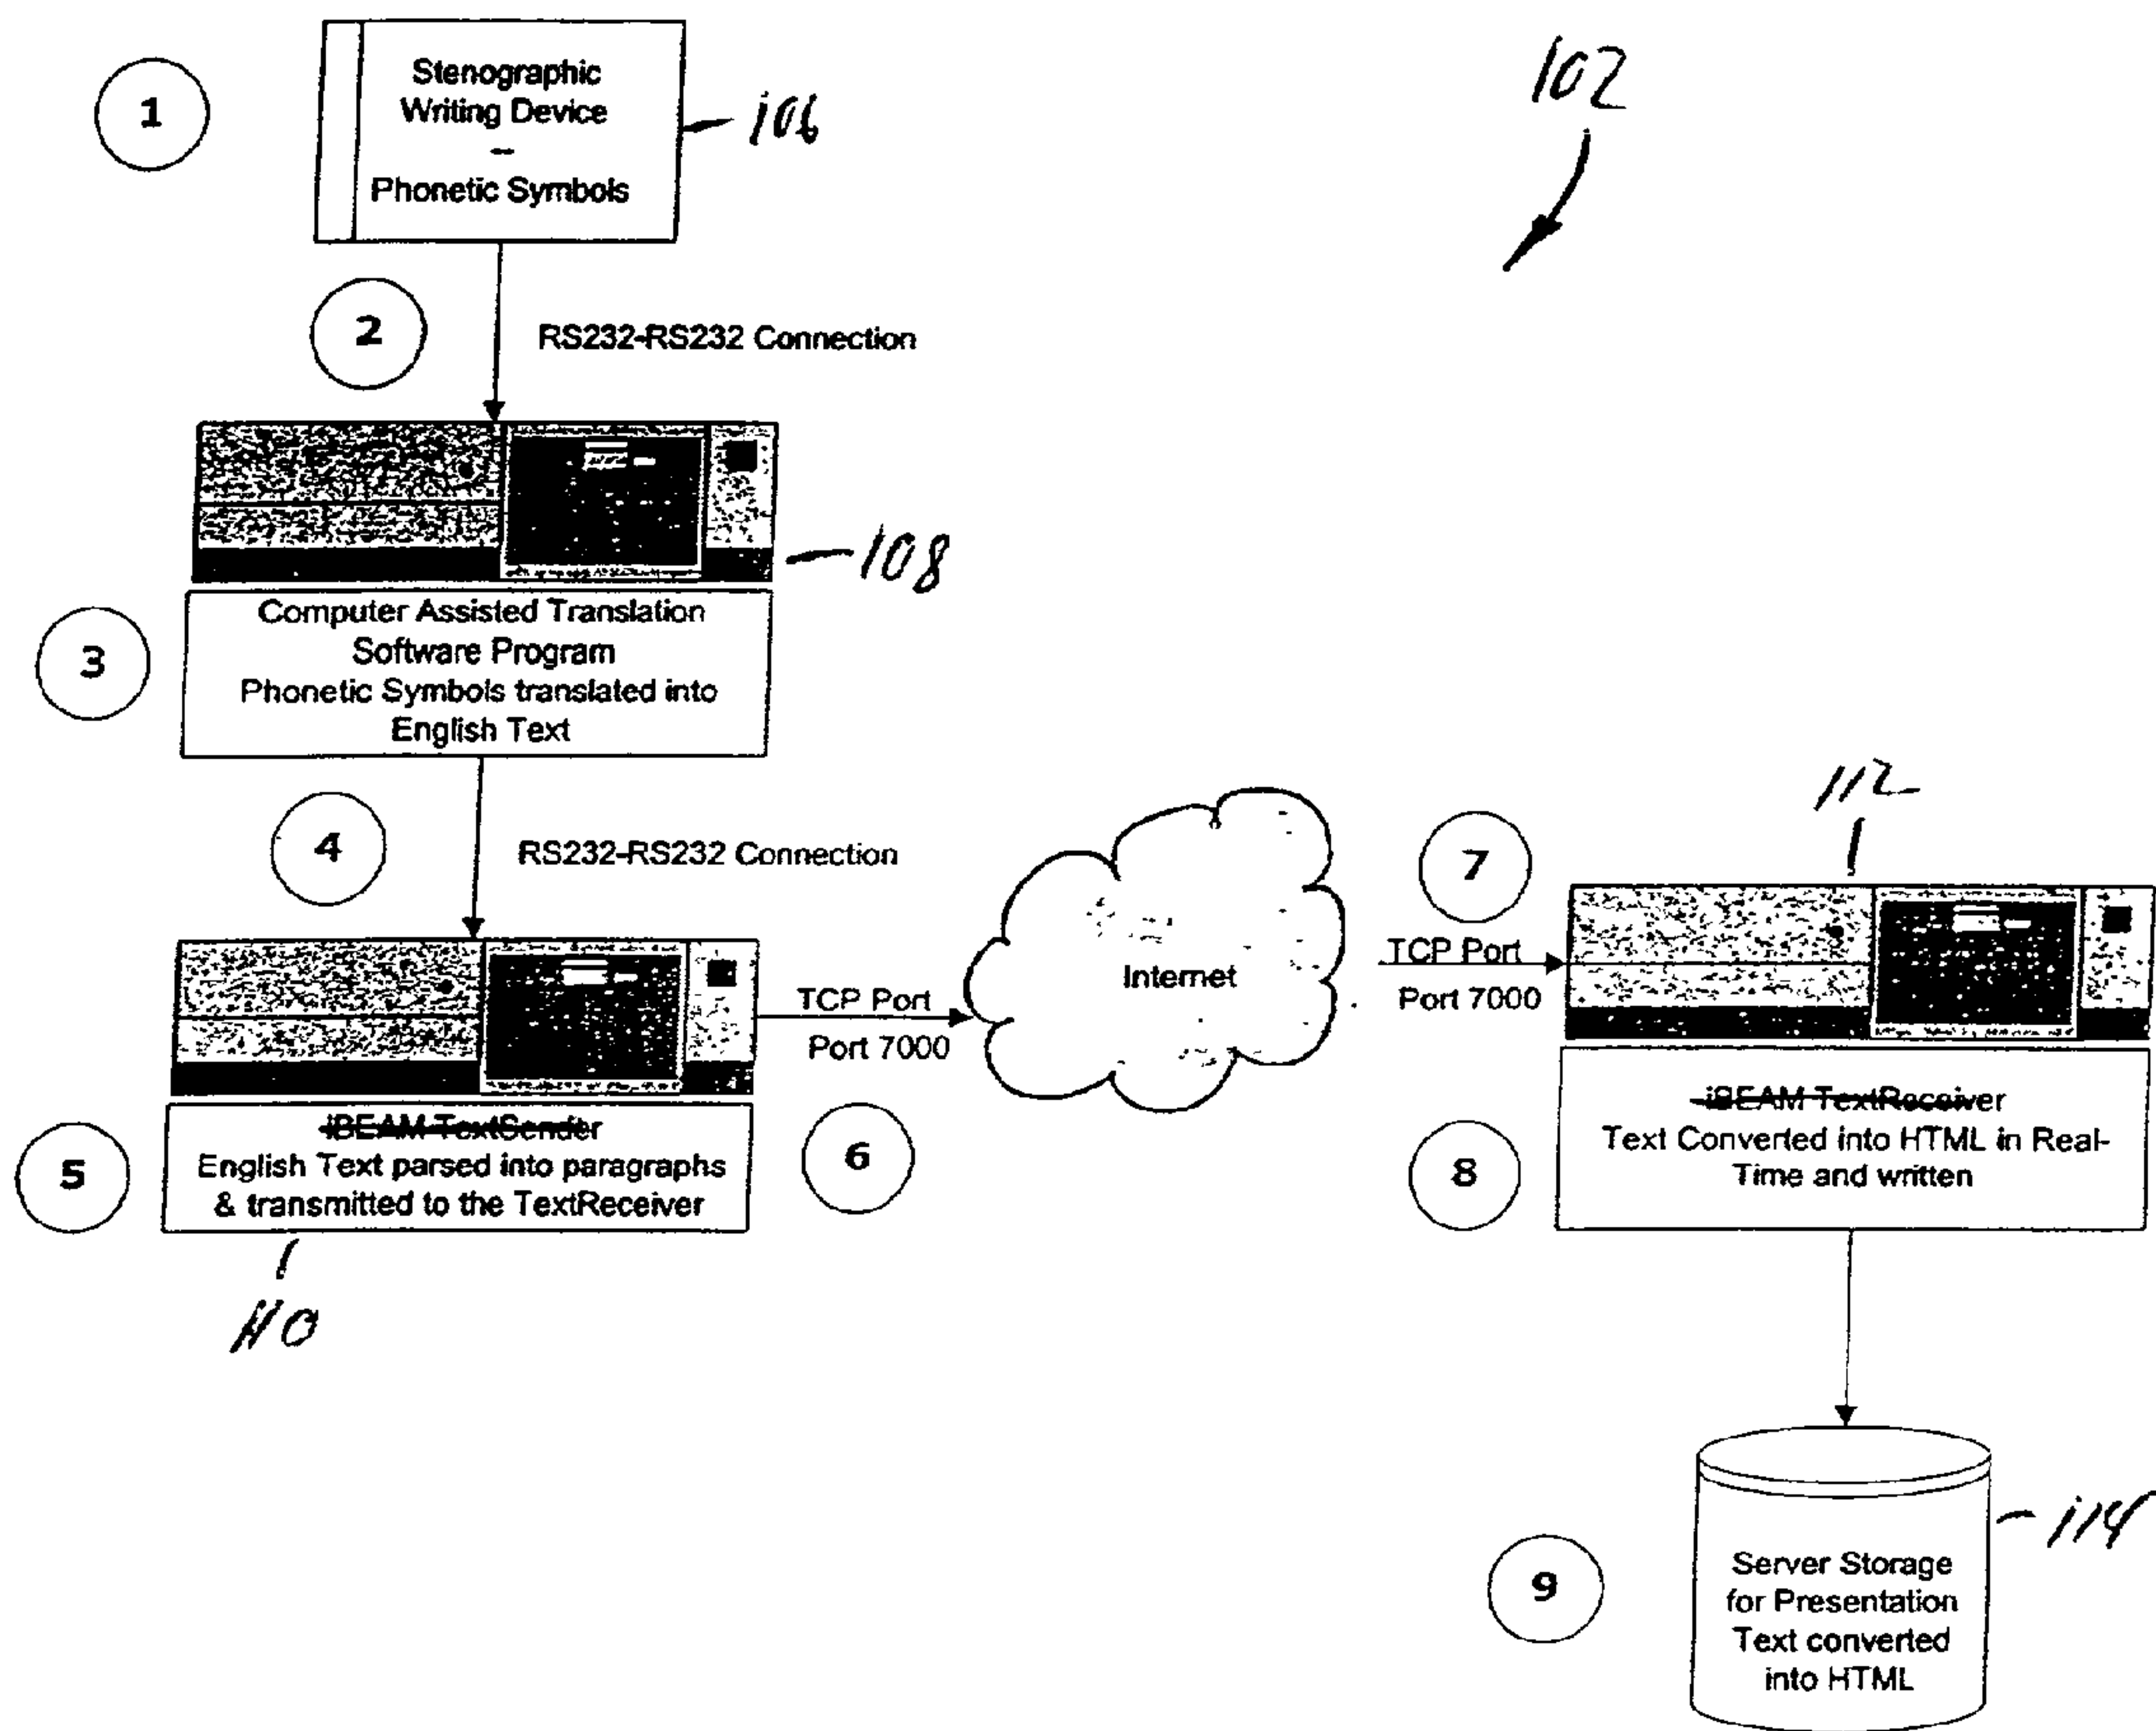 1
Stenographic
Writing Device
–
Phonetic Symbols
106
102
2
RS232-RS232 Connection
108
3
Computer Assisted Translation
Software Program
Phonetic Symbols translated into
English Text
4
RS232-RS232 Connection
112
7
TCP Port
Port 7000
Internet
TCP Port
Port 7000
5
iBEAM TextSender
English Text parsed into paragraphs
& transmitted to the TextReceiver
6
110
8
iBEAM TextReceiver
Text Converted into HTML in Real-
Time and written
114
9
Server Storage
for Presentation
Text converted
into HTML